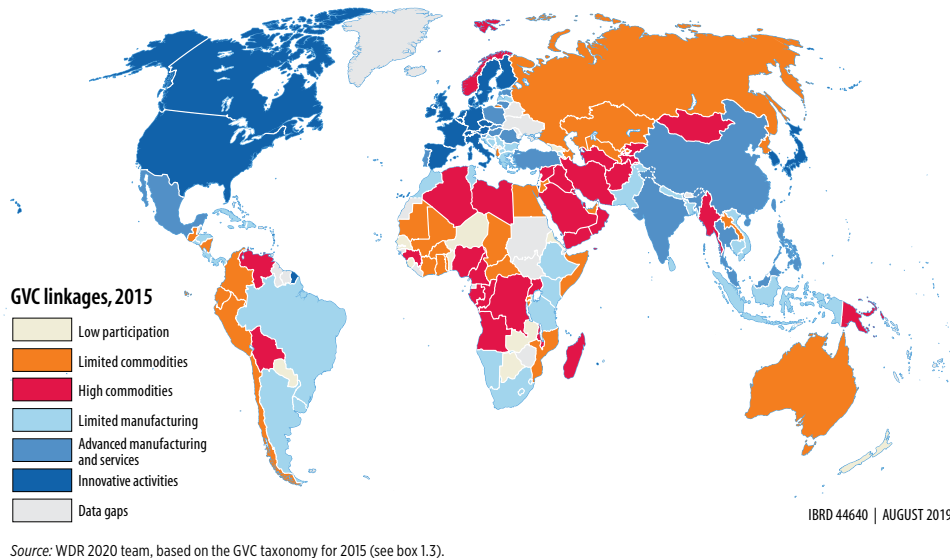 GVC linkages, 2015
Low participation
Limited commodities
High commodities
Limited manufacturing
Advanced manufacturing
and services
Innovative activities
Data gaps
IBRD 44640 | AUGUST 2019
Source: WDR 2020 team, based on the GVC taxonomy for 2015 (see box 1.3).